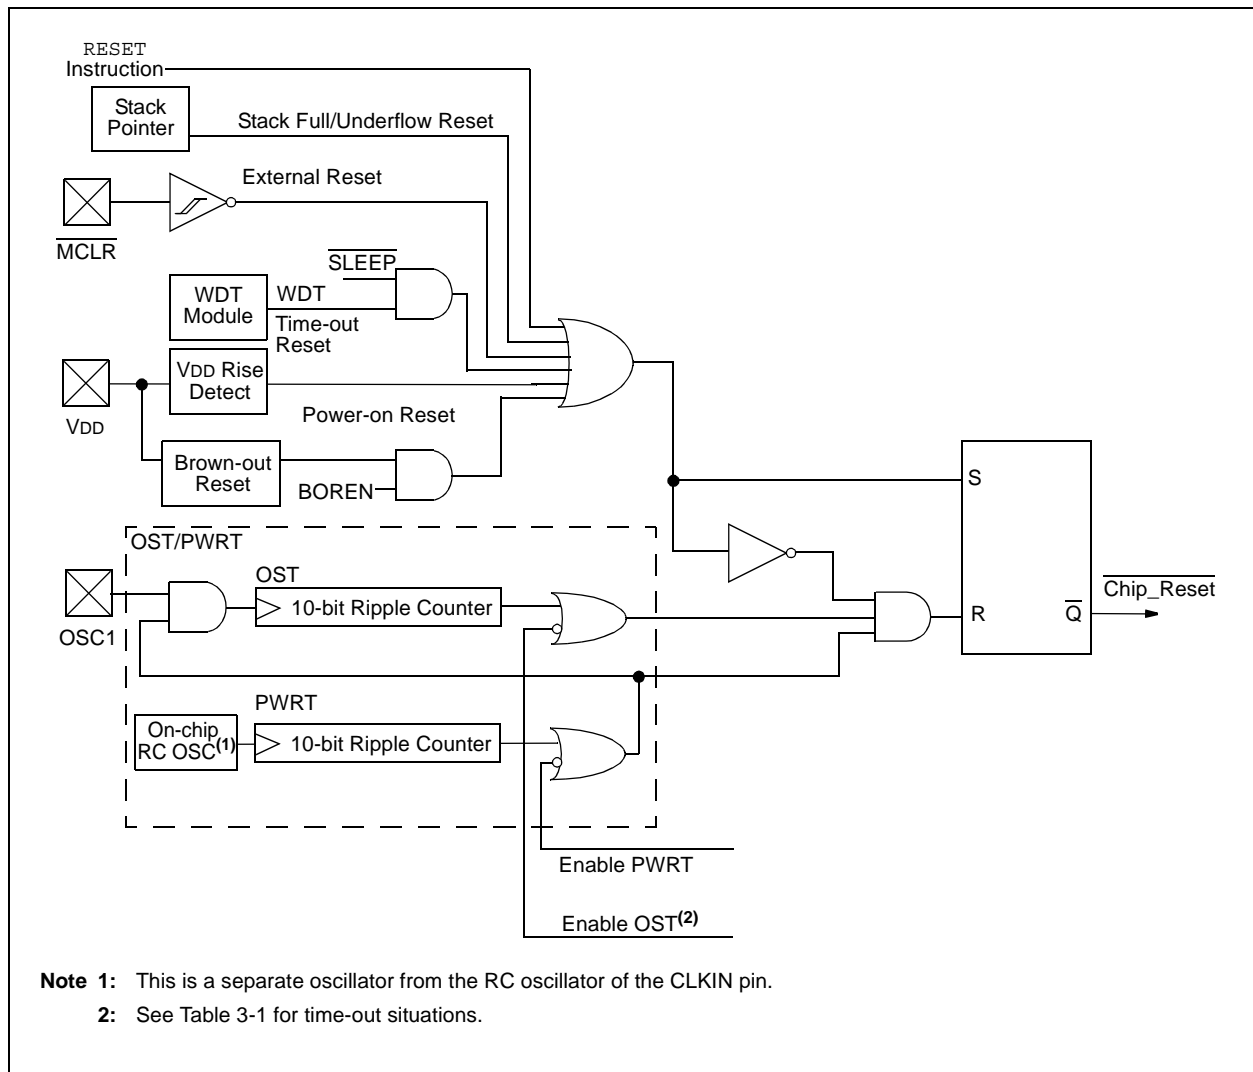 RESET
Instruction
Stack
Pointer
Stack Full/Underflow Reset
External Reset
MCLR
SLEEP
WDT
Module
WDT
Time-out
Reset
VDD Rise
Detect
VDD
Power-on Reset
Brown-out
Reset
BOREN
S
OST/PWRT
OST
10-bit Ripple Counter
OSC1
Chip_Reset
R
Q
PWRT
On-chip
RC OSC(1)
10-bit Ripple Counter
Enable PWRT
Enable OST(2)
Note 1: This is a separate oscillator from the RC oscillator of the CLKIN pin.
2: See Table 3-1 for time-out situations.